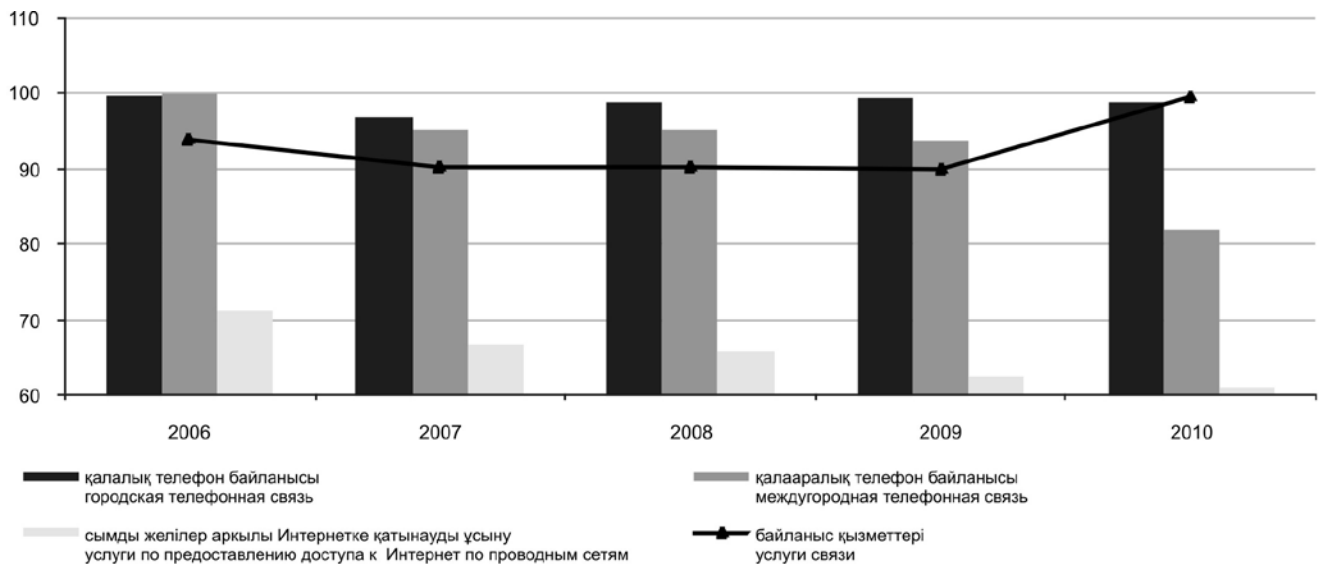 110
100
90
80
70
60
2006 2007 2008 2009 2010
қалалық телефон байланысы
городская телефонная связь
қалааралық телефон байланысы
междугородная телефонная связь
сымды желілер арқылы Интернетке қатынауды ұсыну
услуги по предоставлению доступа к Интернет по проводным сетям
байланыс қызметтері
услуги связи